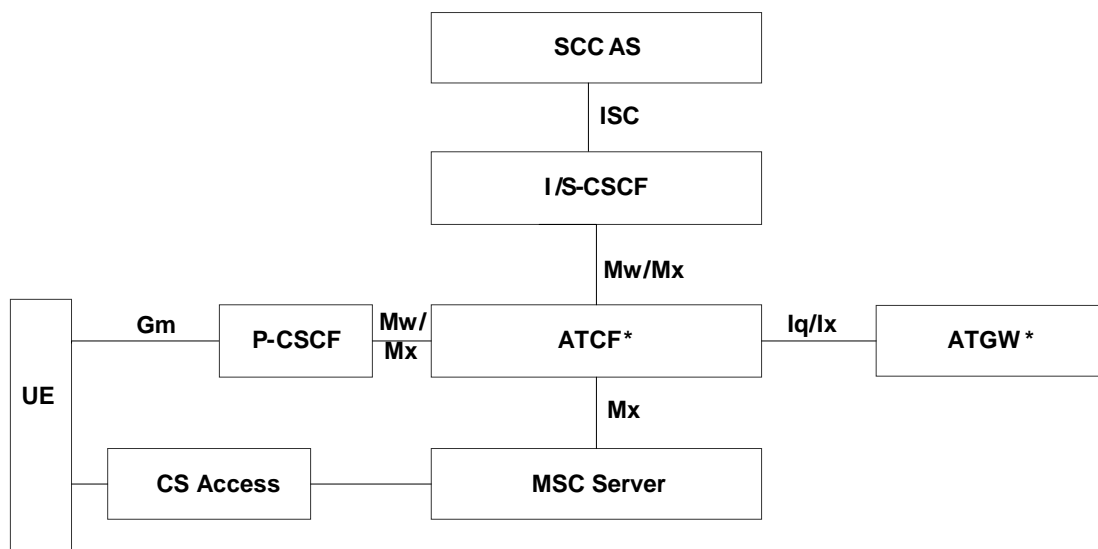 SCC AS
ISC
I/S-CSCF
Mw/Mx
Gm
P-CSCF
Mw/
Mx
ATCF*
Iq/Ix
ATGW*
UE
Mx
CS Access
MSC Server